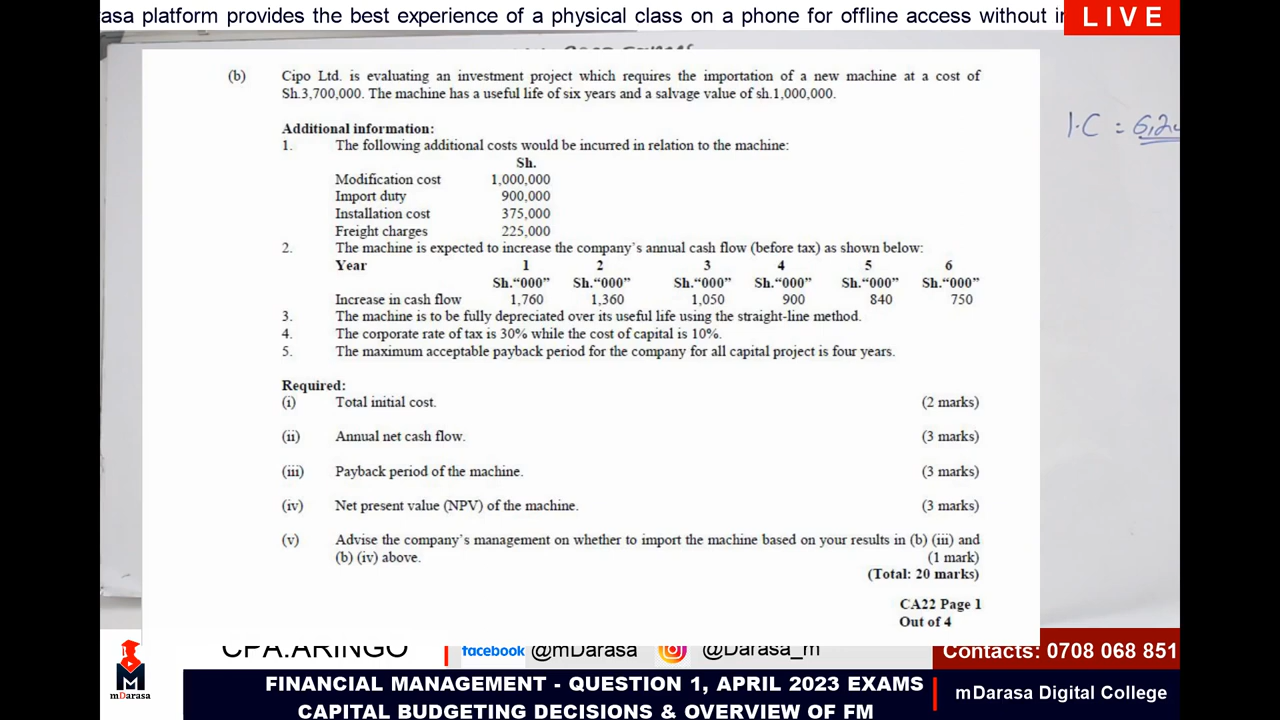 rasa platform provides the best experience of a physical class on a phone for offline access without i
LIVE
(b) Cipo Ltd. is evaluating an investment project which requires the importation of a new machine at a cost of
Sh.3,700,000. The machine has a useful life of six years and a salvage value of sh.1,000,000.
Additional information:
1. The following additional costs would be incurred in relation to the machine:
Sh.
Modification cost 1,000,000
Import duty 900,000
Installation cost 375,000
Freight charges 225,000
2. The machine is expected to increase the company's annual cash flow (before tax) as shown below:
Year 1 2 3 4 5 6
Sh."000" Sh."000" Sh."000" Sh."000" Sh."000" Sh."000"
Increase in cash flow 1,760 1,360 1,050 900 840 750
3. The machine is to be fully depreciated over its useful life using the straight-line method.
4. The corporate rate of tax is 30% while the cost of capital is 10%.
5. The maximum acceptable payback period for the company for all capital project is four years.
Required:
(i) Total initial cost. (2 marks)
(ii) Annual net cash flow. (3 marks)
(iii) Payback period of the machine. (3 marks)
(iv) Net present value (NPV) of the machine. (3 marks)
(v) Advise the company's management on whether to import the machine based on your results in (b) (iii) and
(b) (iv) above. (1 mark)
(Total: 20 marks)
CA22 Page 1
Out of 4
I.C = 6,2
CPA.ARINGO facebook @mDarasa @Darasa_m Contacts: 0708 068 851
mDarasa
FINANCIAL MANAGEMENT - QUESTION 1, APRIL 2023 EXAMS
CAPITAL BUDGETING DECISIONS & OVERVIEW OF FM
mDarasa Digital College